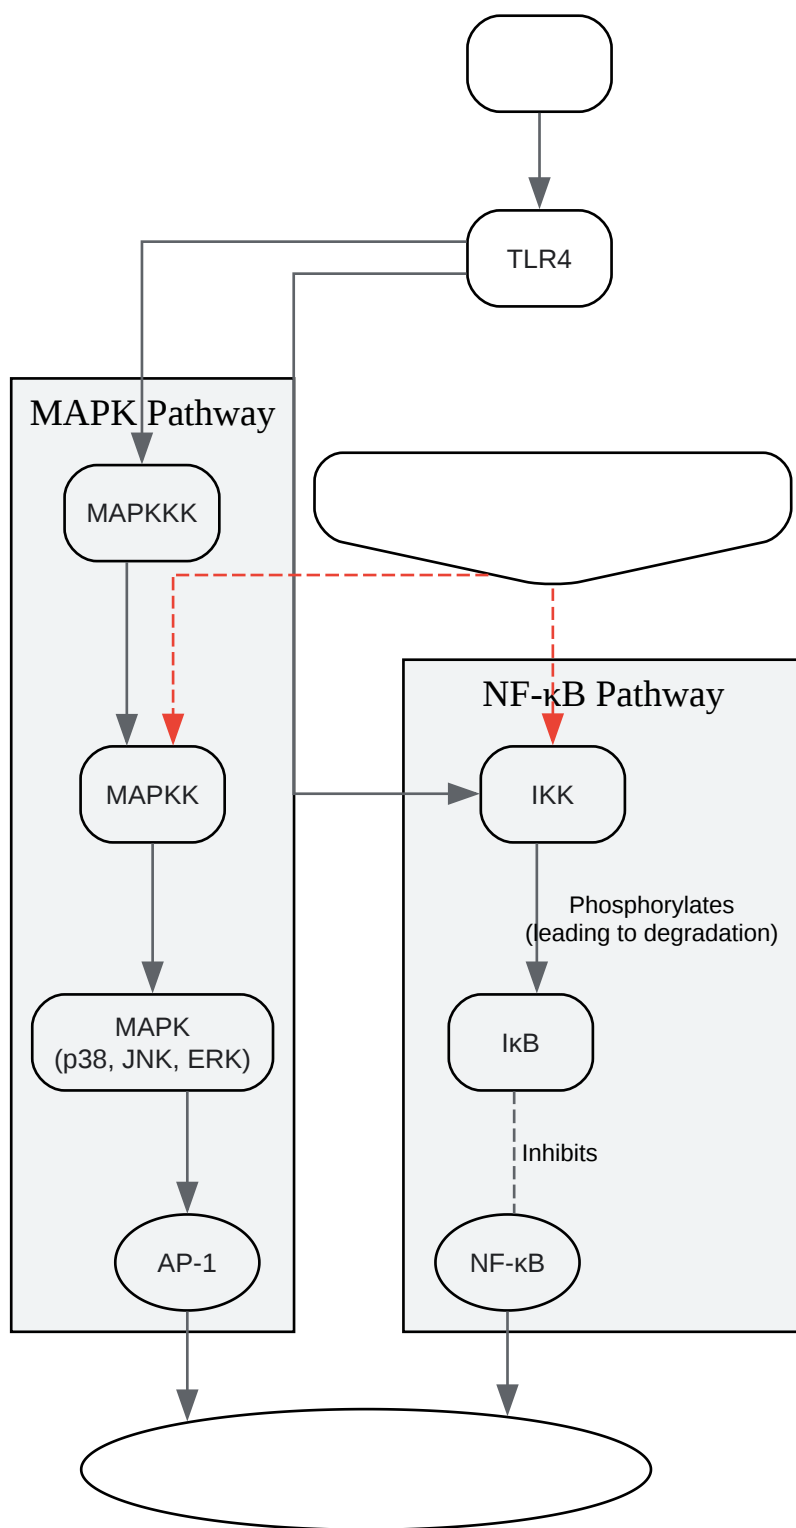 TLR4
MAPK Pathway
MAPKKK
NF-κB Pathway
MAPKK
IKK
Phosphorylates
(leading to degradation)
MAPK
(p38, JNK, ERK)
IκB
Inhibits
AP-1
NF-κB